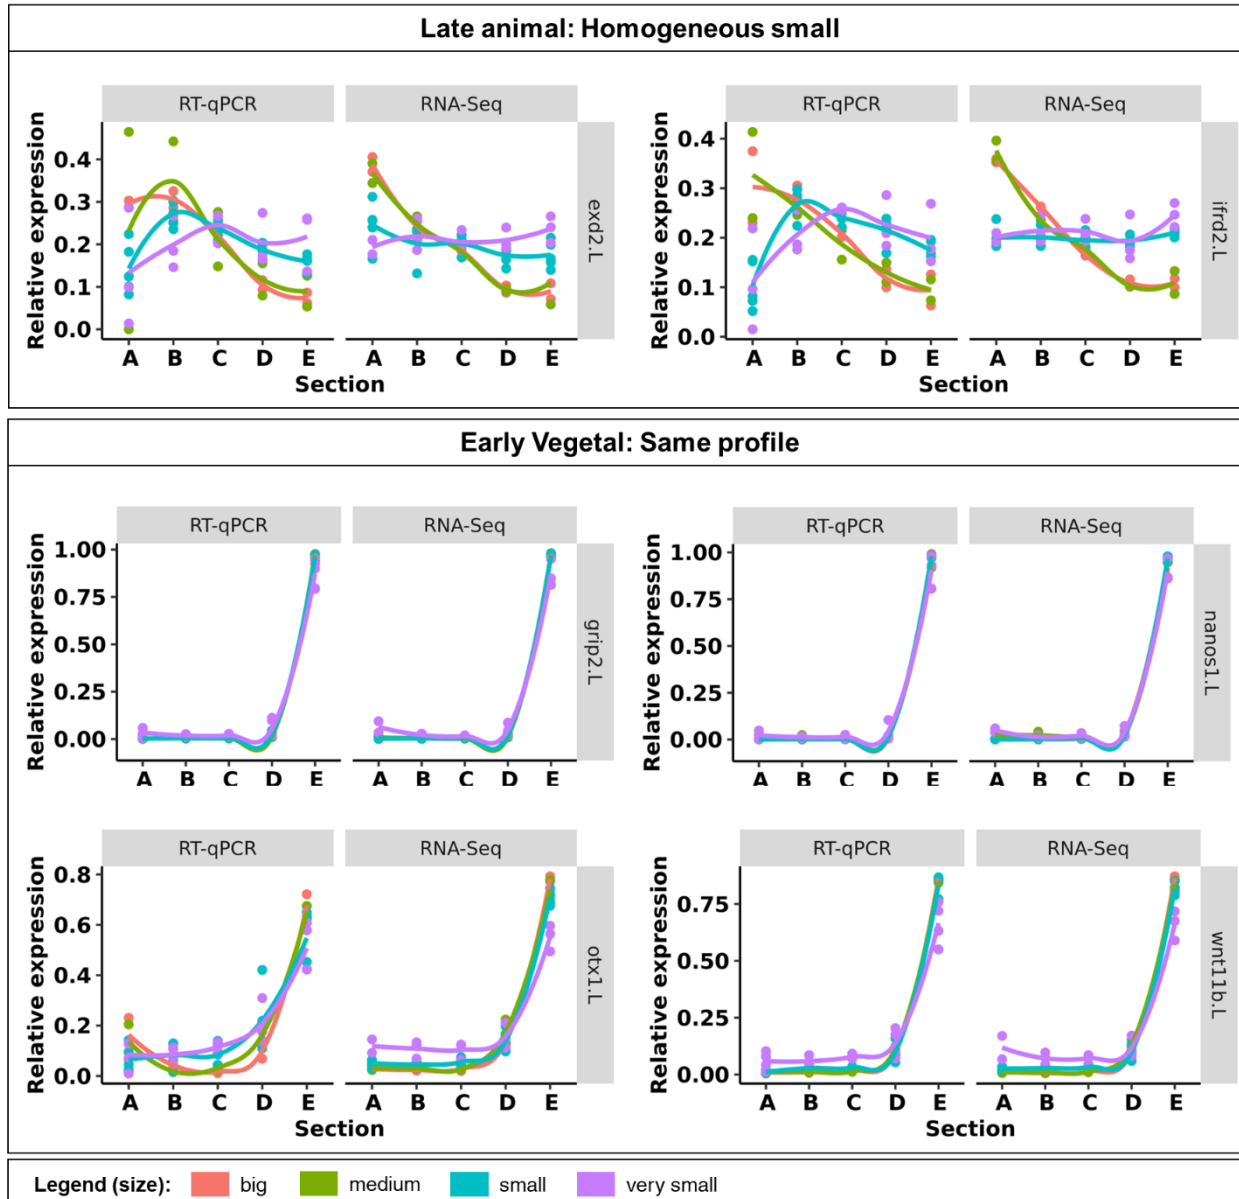 Late animal: Homogeneous small
RT-qPCR RNA-Seq RT-qPCR RNA-Seq
Relative expression
0.4
0.3
0.2
0.1
0.0
exd2.L
A B C D E A B C D E
Section
Relative expression
0.4
0.3
0.2
0.1
0.0
ifrd2.L
A B C D E A B C D E
Section
Early Vegetal: Same profile
RT-qPCR RNA-Seq RT-qPCR RNA-Seq
Relative expression
1.00
0.75
0.50
0.25
0.00
grip2.L
A B C D E A B C D E
Relative expression
1.00
0.75
0.50
0.25
0.00
nanos1.L
A B C D E A B C D E
RT-qPCR RNA-Seq RT-qPCR RNA-Seq
Relative expression
0.8
0.6
0.4
0.2
0.0
otx1.L
A B C D E A B C D E
Section
Relative expression
0.75
0.50
0.25
0.00
wnt11b.L
A B C D E A B C D E
Section
Legend (size): big medium small very small